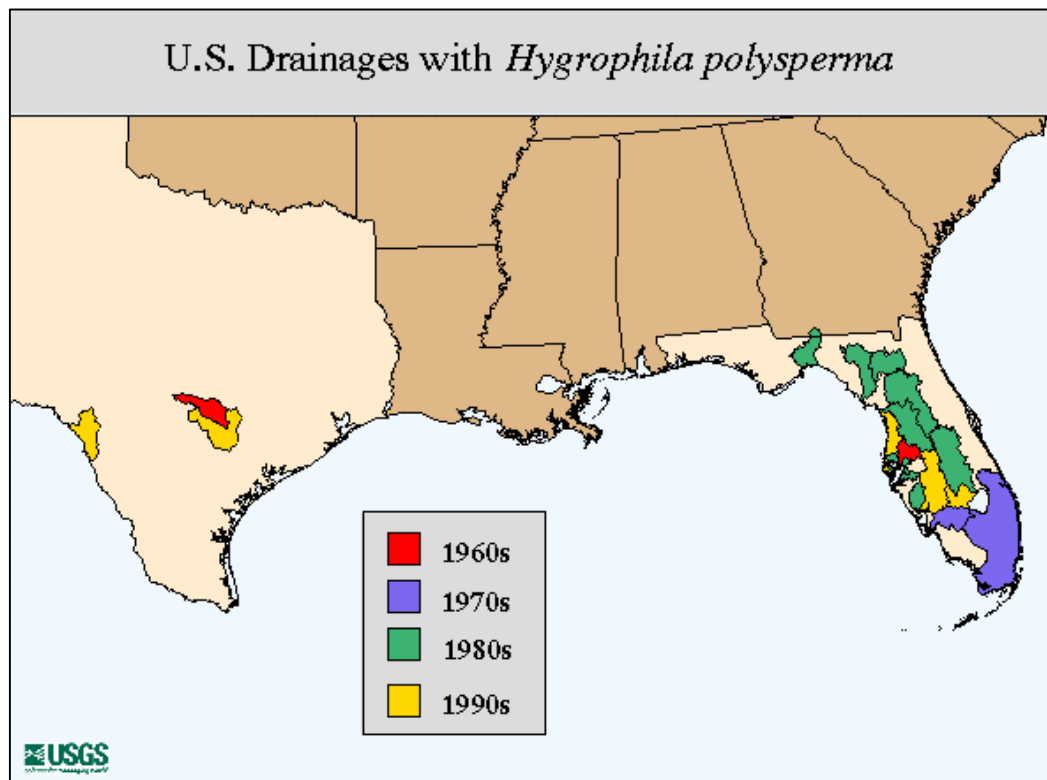 U.S. Drainages with Hygrophila polysperma
1960s
1970s
1980s
1990s
USGS